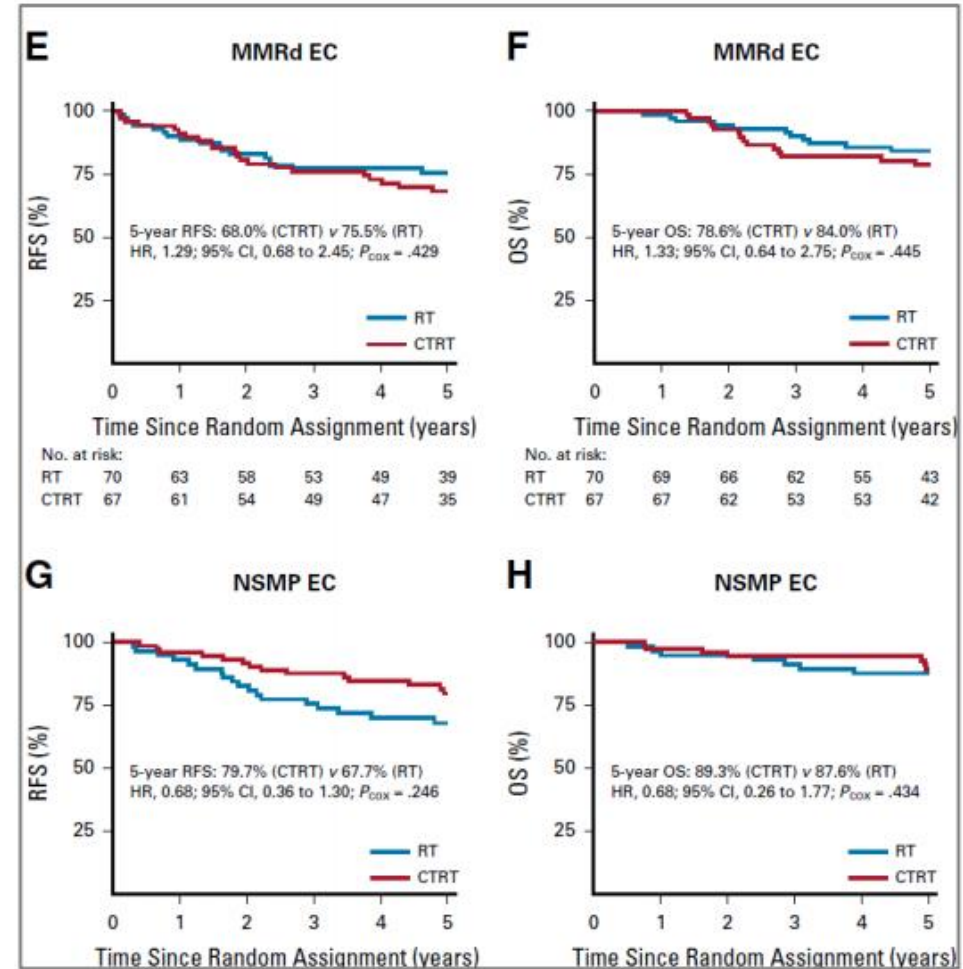 E
MMRd EC
100
75
50
25
RFS (%)
5-year RFS: 68.0% (CTRT) v 75.5% (RT)
HR, 1.29; 95% CI, 0.68 to 2.45; Pcox = .429
RT
CTRT
0 1 2 3 4 5
Time Since Random Assignment (years)
No. at risk:
RT 70 63 58 53 49 39
CTRT 67 61 54 49 47 35
F
MMRd EC
100
75
50
25
OS (%)
5-year OS: 78.6% (CTRT) v 84.0% (RT)
HR, 1.33; 95% CI, 0.64 to 2.75; Pcox = .445
RT
CTRT
0 1 2 3 4 5
Time Since Random Assignment (years)
No. at risk:
RT 70 69 66 62 55 43
CTRT 67 67 62 53 53 42
G
NSMP EC
100
75
50
25
RFS (%)
5-year RFS: 79.7% (CTRT) v 67.7% (RT)
HR, 0.68; 95% CI, 0.36 to 1.30; Pcox = .246
RT
CTRT
0 1 2 3 4 5
Time Since Random Assignment (years)
H
NSMP EC
100
75
50
25
OS (%)
5-year OS: 89.3% (CTRT) v 87.6% (RT)
HR, 0.68; 95% CI, 0.26 to 1.77; Pcox = .434
RT
CTRT
0 1 2 3 4 5
Time Since Random Assignment (years)